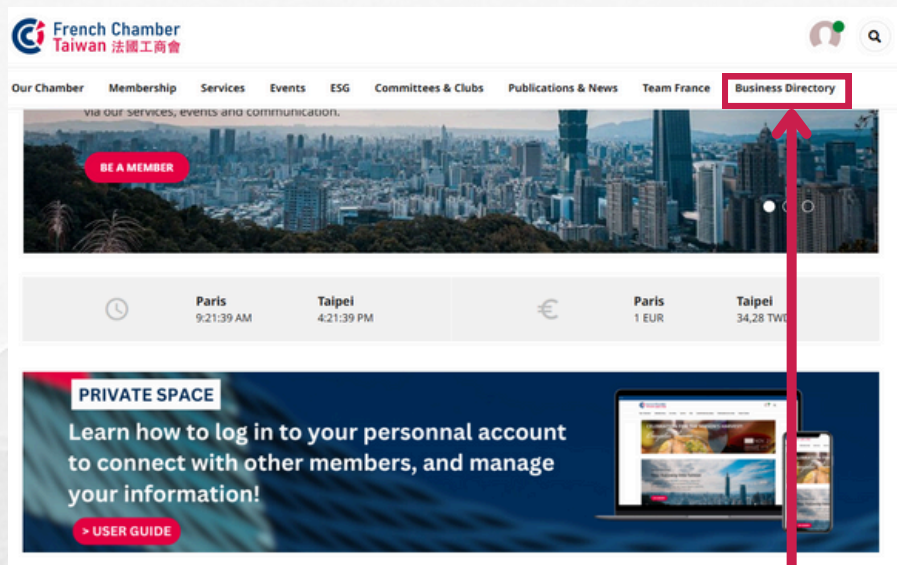 French Chamber
Taiwan 法國工商會
Our Chamber Membership Services Events ESG Committees & Clubs Publications & News Team France Business Directory
via our services, events and communication.
BE A MEMBER
Paris Taipei Paris Taipei
9:21:39 AM 4:21:39 PM € 1 EUR 34,28 TWD
PRIVATE SPACE
Learn how to log in to your personnal account
to connect with other members, and manage
your information!
> USER GUIDE